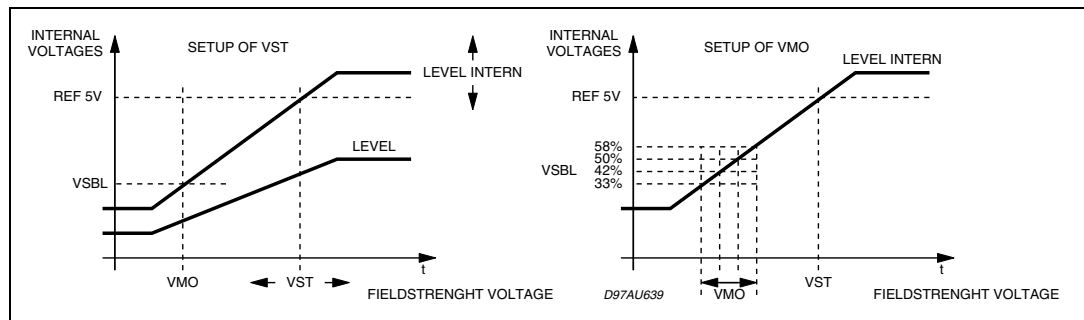 INTERNAL
VOLTAGES
SETUP OF VST
LEVEL INTERN
REF 5V
LEVEL
VSBL
t
VMO
VST
FIELDSTRENGHT VOLTAGE
INTERNAL
VOLTAGES
SETUP OF VMO
LEVEL INTERN
REF 5V
58%
50%
VSBL
42%
33%
t
D97AU639
VMO
VST
FIELDSTRENGHT VOLTAGE